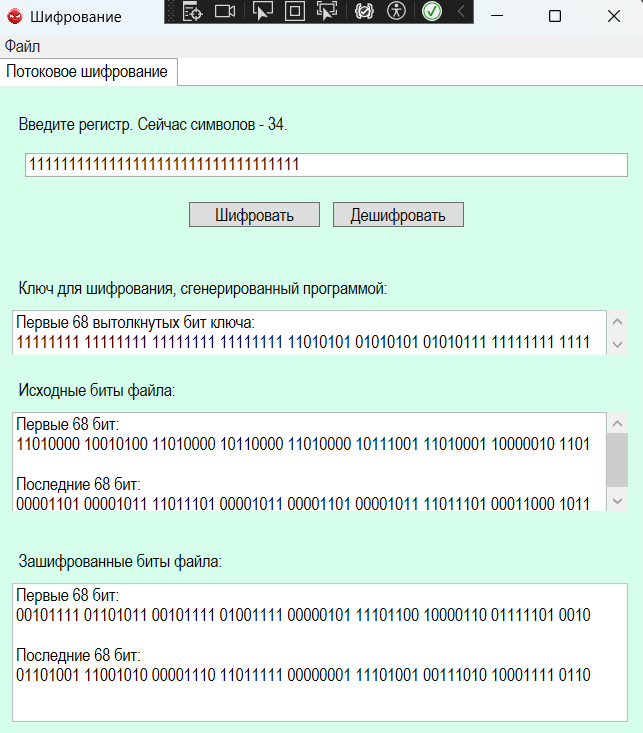 Шифрование
Файл
Потоковое шифрование
Введите регистр. Сейчас символов - 34.
1111111111111111111111111111111111
Шифровать
Дешифровать
Ключ для шифрования, сгенерированный программой:
Первые 68 вытолкнутых бит ключа:
11111111 11111111 11111111 11111111 11010101 01010101 01010111 11111111 1111
Исходные биты файла:
Первые 68 бит:
11010000 10010100 11010000 10110000 11010000 10111001 11010001 10000010 1101
Последние 68 бит:
00001101 00001011 11011101 00001011 00001101 00001011 11011101 00011000 1011
Зашифрованные биты файла:
Первые 68 бит:
00101111 01101011 00101111 01001111 00000101 11101100 10000110 01111101 0010
Последние 68 бит:
01101001 11001010 00001110 11011111 00000001 11101001 00111010 10001111 0110